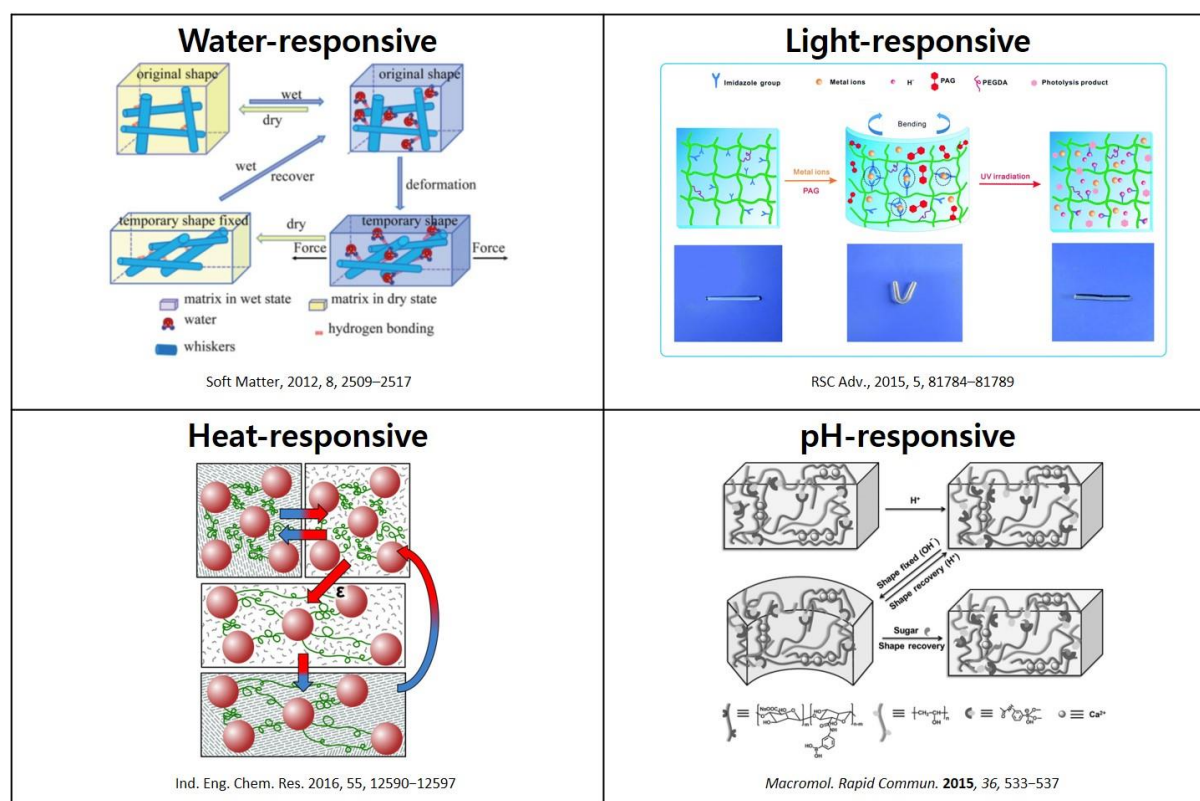 Water-responsive
original shape
original shape
wet
dry
wet
recover
deformation
temporary shape fixed
temporary shape
dry
Force
Force
matrix in wet state
matrix in dry state
water
hydrogen bonding
whiskers
Soft Matter, 2012, 8, 2509–2517
Light-responsive
Imidazole group
Metal ions
H⁺
PAG
PEGDA
Photolysis product
Bending
Metal ions
PAG
UV irradiation
RSC Adv., 2015, 5, 81784–81789
Heat-responsive
ε
Ind. Eng. Chem. Res. 2016, 55, 12590–12597
pH-responsive
H⁺
Shape fixed (OH⁻)
Shape recovery (H⁺)
Sugar
Shape recovery
Ca²⁺
Macromol. Rapid Commun. 2015, 36, 533–537